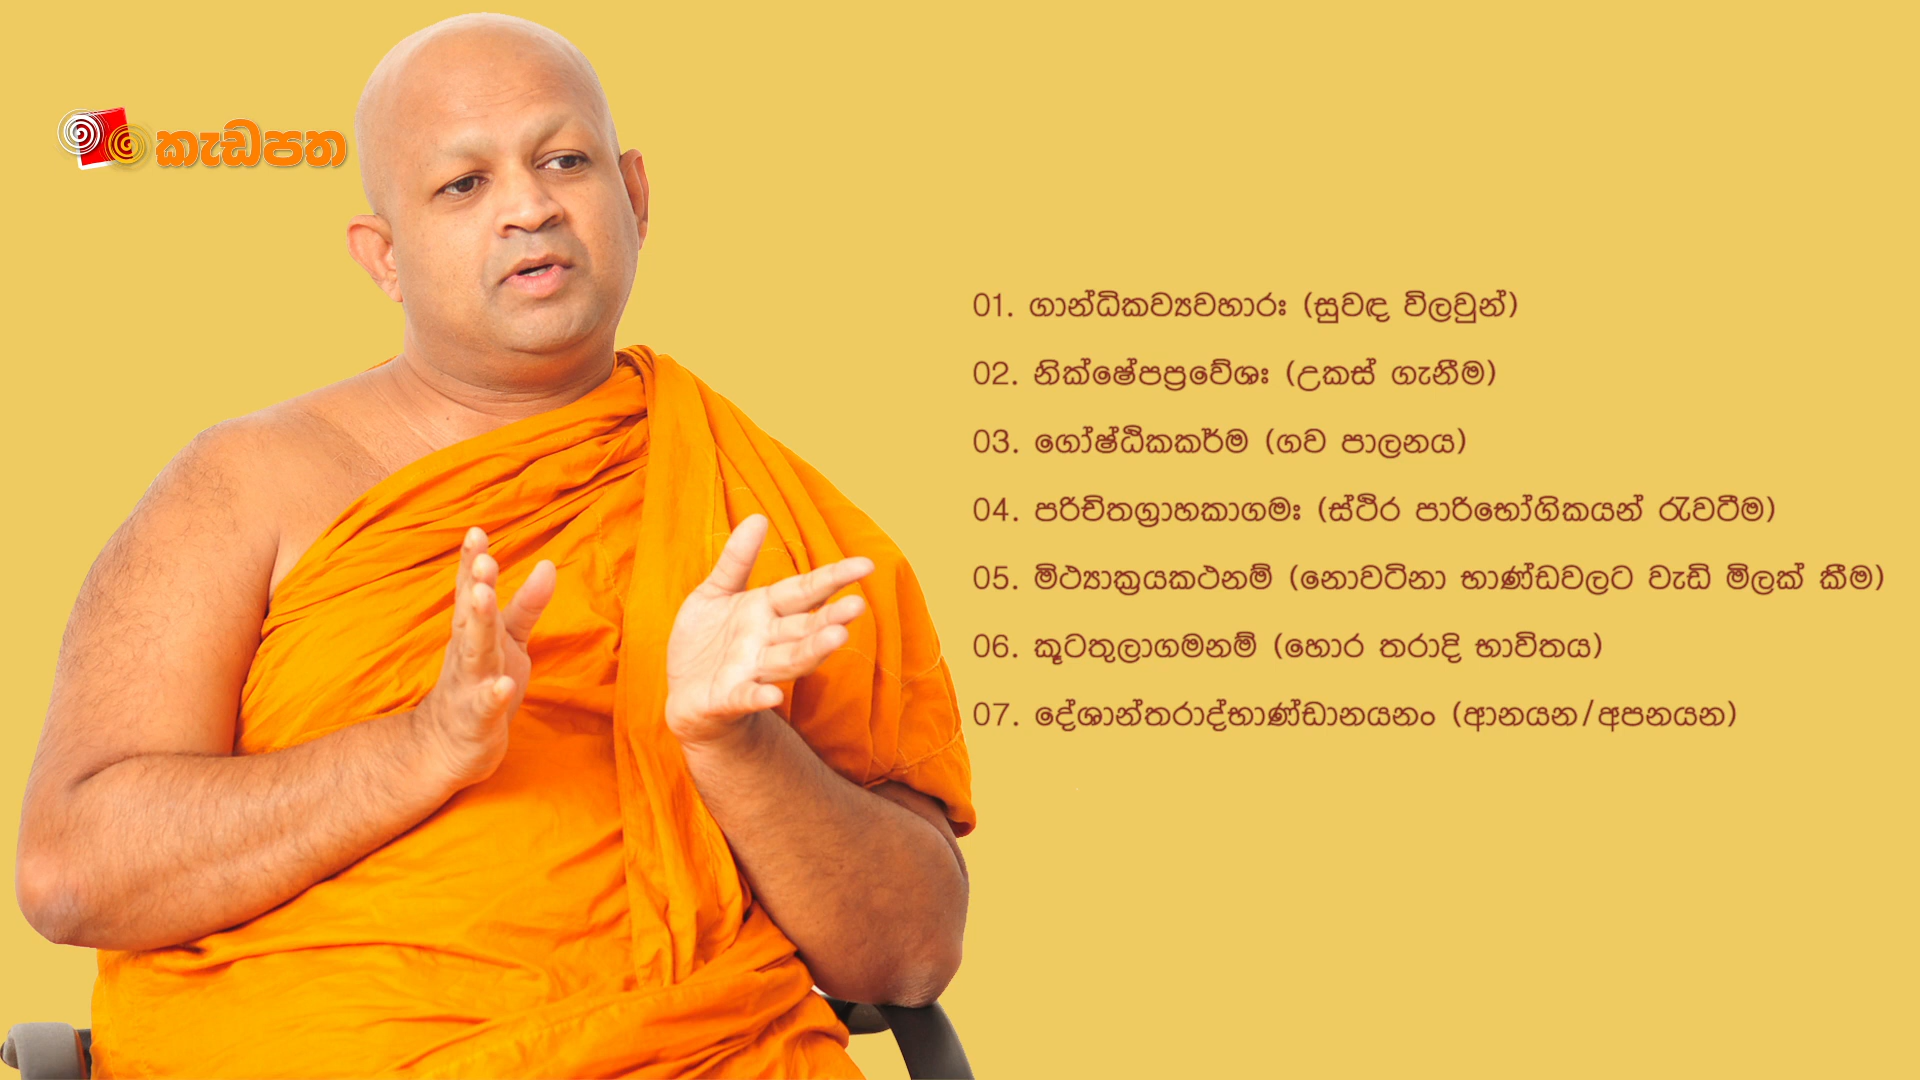 කැඩපත
01. ගාන්ධිකව්‍යවහාරඃ (සුවඳ විලවුන්)
02. නික්ෂේපප්‍රවේශඃ (උකස් ගැනීම)
03. ගෝෂ්ඨිකකර්ම (ගව පාලනය)
04. පරිචිතග්‍රාහකාගමඃ (ස්ථිර පාරිභෝගිකයන් රැවටීම)
05. මිථ්‍යාක්‍රයකථනම් (නොවටිනා භාණ්ඩවලට වැඩි මිලක් කීම)
06. කූටතුලාගමනම් (හොර තරාදි භාවිතය)
07. දේශාන්තරාද්භාණ්ඩානයනං (ආනයන/අපනයන)